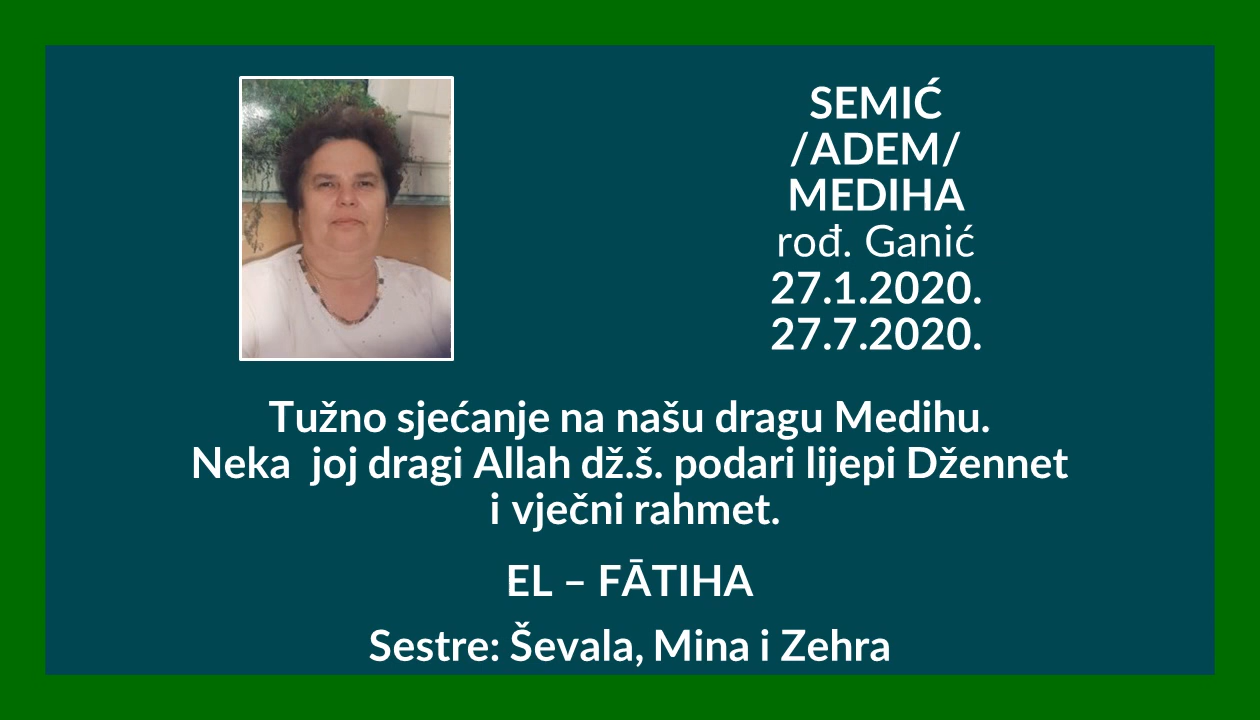 SEMIĆ
/ADEM/
MEDIHA
rođ. Ganić
27.1.2020.
27.7.2020.
Tužno sjećanje na našu dragu Medihu.
Neka  joj dragi Allah dž.š. podari lijepi Džennet
i vječni rahmet.
EL – FĀTIHA
Sestre: Ševala, Mina i Zehra